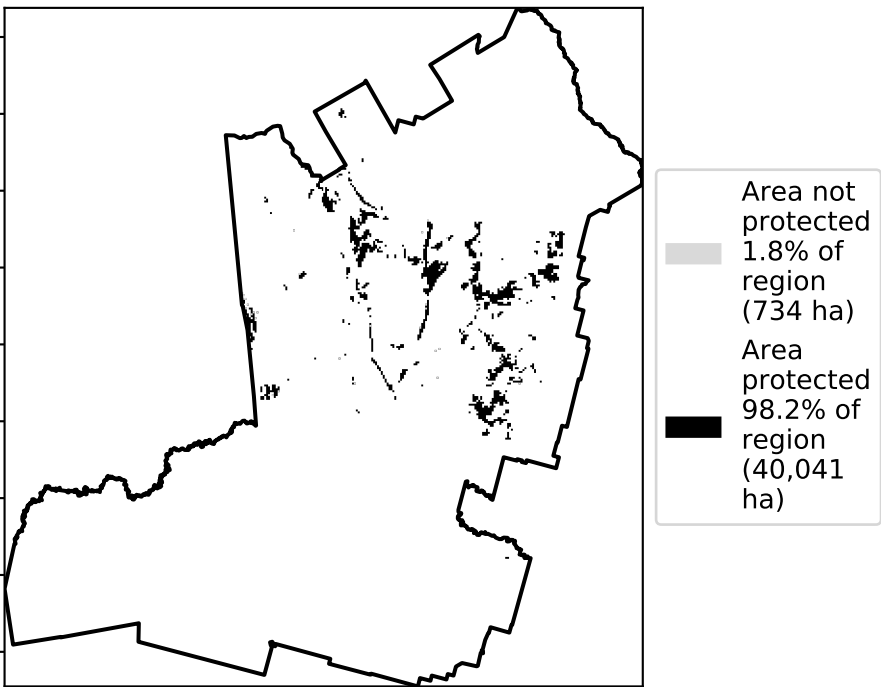 Area not
protected
1.8% of
region
(734 ha)
Area
protected
98.2% of
region
(40,041
ha)